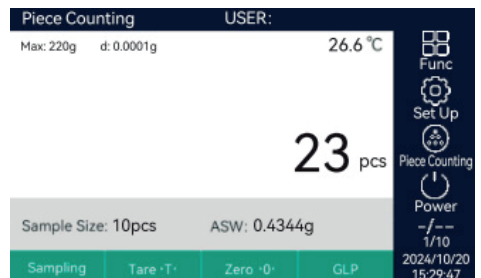 Piece Counting USER:
Max: 220g d: 0.0001g 26.6 °C
23 pcs
Sample Size: 10pcs ASW: 0.4344g
Sampling Tare ·T· Zero ·0· GLP
Func
Set Up
Piece Counting
Power
-/--
1/10
2024/10/20
15:29:47